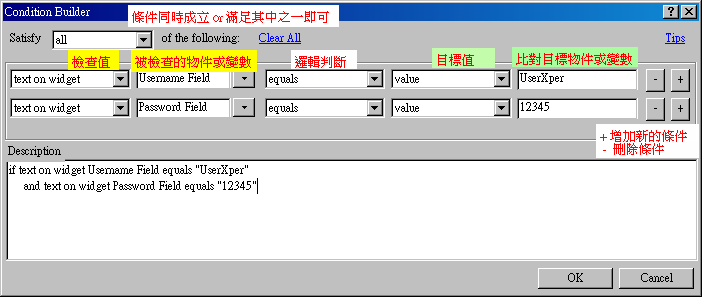 Condition Builder
條件同時成立 or 滿足其中之一即可
Satisfy all of the following: Clear All Tips
檢查值 被檢查的物件或變數 邏輯判斷 目標值 比對目標物件或變數
text on widget Username Field equals value UserXper - +
text on widget Password Field equals value 12345 - +
+ 增加新的條件
- 刪除條件
Description
if text on widget Username Field equals "UserXper"
and text on widget Password Field equals "12345"
OK Cancel